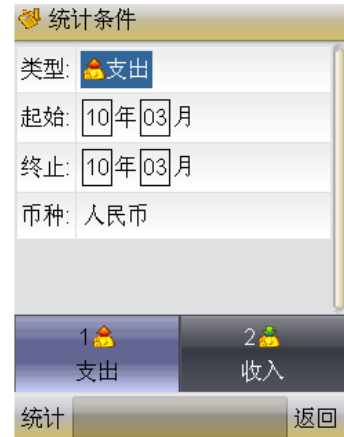 统计条件
类型: 支出
起始: 10年03月
终止: 10年03月
币种: 人民币
1 2
支出 收入
统计 返回